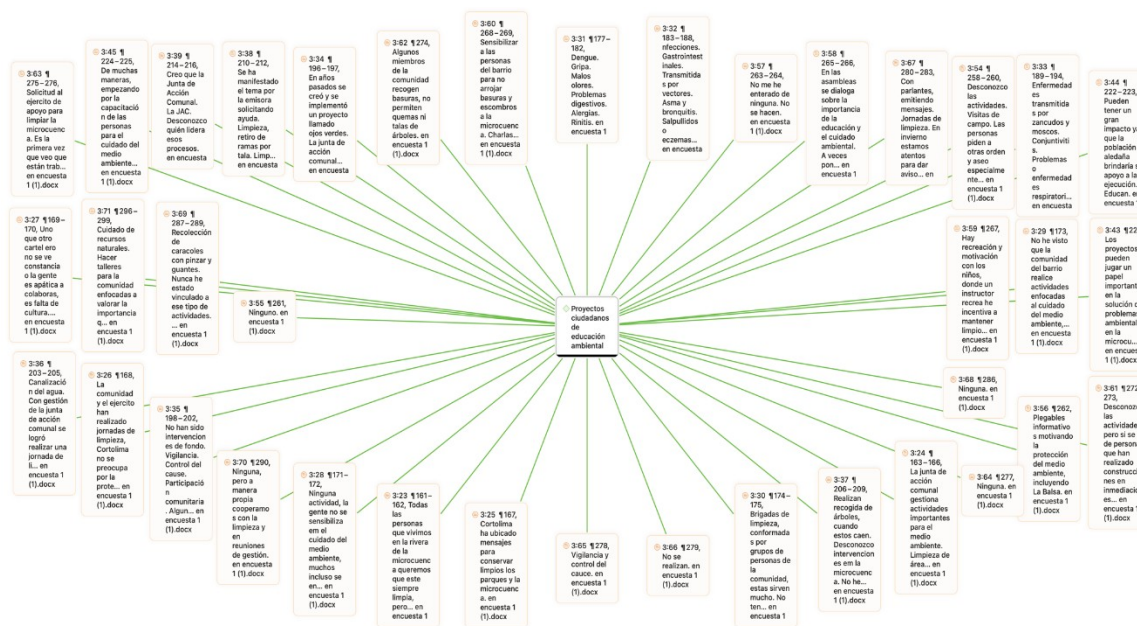 3:63 ¶
275–276,
Solicitud al
ejercito de
apoyo para
limpiar la
microcuenc
a. Es la
primera vez
que veo que
están trab...
en encuesta
1 (1).docx
3:45 ¶
224–225,
De muchas
maneras,
empezando
por la
capacitació
n de las
personas
para el
cuidado del
medio
ambiente...
en encuesta
1 (1).docx
3:39 ¶
214–216,
Creo que la
Junta de
Acción
Comunal.
La JAC.
Desconozco
quién lidera
esos
procesos.
en encuesta
3:38 ¶
210–212,
Se ha
manifestado
el tema por
la emisora
solicitando
ayuda.
Limpieza,
retiro de
ramas por
tala. Limp...
en encuesta
3:34 ¶
196–197,
En años
pasados se
creó y se
implementó
un proyecto
llamado
ojos verdes.
La junta de
acción
comunal...
en encuesta
3:62 ¶274,
Algunos
miembros
de la
comunidad
recogen
basuras, no
permiten
quemas ni
talas de
árboles. en
encuesta 1
(1).docx
3:60 ¶
268–269,
Sensibilizar
a las
personas
del barrio
para no
arrojar
basuras y
escombros
a la
microcuenc
a. Charlas...
en encuesta
1 (1).docx
3:31 ¶177–
182,
Dengue.
Gripa.
Malos
olores.
Problemas
digestivos.
Alergias.
Rinitis. en
encuesta 1
3:32 ¶
183–188,
nfecciones.
Gastrointest
inales.
Transmitida
s por
vectores.
Asma y
bronquitis.
Salpullidos
o
eczemas...
en encuesta
3:57 ¶
263–264,
No me he
enterado de
ninguna. No
se hacen.
en encuesta
1 (1).docx
3:58 ¶
265–266,
En las
asambleas
se dialoga
sobre la
importancia
de la
educación y
el cuidado
ambiental.
A veces
pon... en
encuesta 1
3:67 ¶
280–283,
Con
parlantes,
emitiendo
mensajes.
Jornadas de
limpieza. En
invierno
estamos
atentos
para dar
aviso... en
3:54 ¶
258–260,
Desconozco
las
actividades.
Visitas de
campo. Las
personas
piden a
otras orden
y aseo
especialme
nte... en
encuesta 1
(1).docx
3:33 ¶
189–194,
Enfermedad
es
transmitida
s por
zancudos y
moscos.
Conjuntiviti
s.
Problemas
o
enfermedad
es
respiratori...
en encuesta
3:44 ¶
222–223,
Pueden
tener un
gran
impacto y
que la
población
aledaña
brindaría s
apoyo a la
ejecución.
Educan. en
encuesta 1
3:27 ¶169–
170, Uno
que otro
cartel ero
no se ve
constancia
o la gente
es apática a
colaboras,
es falta de
cultura....
en encuesta
1 (1).docx
3:71 ¶296–
299,
Cuidado de
recursos
naturales.
Hacer
talleres
para la
comunidad
enfocadas a
valorar la
importancia
q... en
encuesta 1
(1).docx
3:69 ¶
287–289,
Recolección
de
caracoles
con pinzar y
guantes.
Nunca he
estado
vinculado a
ese tipo de
actividades.
... en
encuesta 1
(1).docx
3:55 ¶261,
Ninguno. en
encuesta 1
(1).docx
Proyectos
ciudadanos
de
educación
ambiental
3:59 ¶267,
Hay
recreación y
motivación
con los
niños,
donde un
instructor
recrea he
incentiva a
mantener
limpio... en
encuesta 1
(1).docx
3:29 ¶173,
No he visto
que la
comunidad
del barrio
realice
actividades
enfocadas
al cuidado
del medio
ambiente,...
en encuesta
1 (1).docx
3:43 ¶22
Los
proyectos
pueden
jugar un
papel
important
en la
solución d
problema
ambiental
en la
microcu...
en encues
1 (1).docx
3:36 ¶
203–205,
Canalizació
n del agua.
Con gestión
de la junta
de acción
comunal se
logró
realizar una
jornada de
li... en
encuesta 1
(1).docx
3:26 ¶168,
La
comunidad
y el ejercito
han
realizado
jornadas de
limpieza,
Cortolima
no se
preocupa
por la
prote... en
encuesta 1
(1).docx
3:35 ¶
198–202,
No han sido
intervencion
es de fondo.
Vigilancia.
Control del
cause.
Participació
n
comunitaria
. Algun... en
encuesta 1
(1).docx
3:70 ¶290,
Ninguna,
pero a
manera
propia
cooperamo
s con la
limpieza y
en
reuniones
de gestión.
en encuesta
1 (1).docx
3:28 ¶171–
172,
Ninguna
actividad, la
gente no se
sensibiliza
em el
cuidado del
medio
ambiente,
muchos
incluso se
en... en
encuesta 1
(1).docx
3:23 ¶161–
162, Todas
las
personas
que vivimos
en la rivera
de la
microcuenc
a queremos
que este
siempre
limpia,
pero... en
encuesta 1
(1).docx
3:25 ¶167,
Cortolima
ha ubicado
mensajes
para
conservar
limpios los
parques y la
microcuenc
a. en
encuesta 1
(1).docx
3:65 ¶278,
Vigilancia y
control del
cauce. en
encuesta 1
(1).docx
3:66 ¶279,
No se
realizan. en
encuesta 1
(1).docx
3:30 ¶174–
175,
Brigadas de
limpieza,
conformada
s por
grupos de
personas
de la
comunidad,
estas sirven
mucho. No
ten... en
encuesta 1
3:37 ¶
206–209,
Realizan
recogida de
árboles,
cuando
estos caen.
Desconozco
intervencion
es em la
microcuenc
a. No he...
en encuesta
1 (1).docx
3:24 ¶
163–166,
La junta de
acción
comunal
gestiona
actividades
importantes
para el
medio
ambiente.
Limpieza de
área... en
encuesta 1
(1).docx
3:68 ¶286,
Ninguna. en
encuesta 1
(1).docx
3:64 ¶277,
Ninguna. en
encuesta 1
(1).docx
3:56 ¶262,
Plegables
informativo
s motivando
la
protección
del medio
ambiente,
incluyendo
La Balsa. en
encuesta 1
(1).docx
3:61 ¶272
273,
Desconoz
las
actividade
pero si se
de person
que han
realizado
construcc
nes en
inmediaci
es... en
encuesta
(1).docx